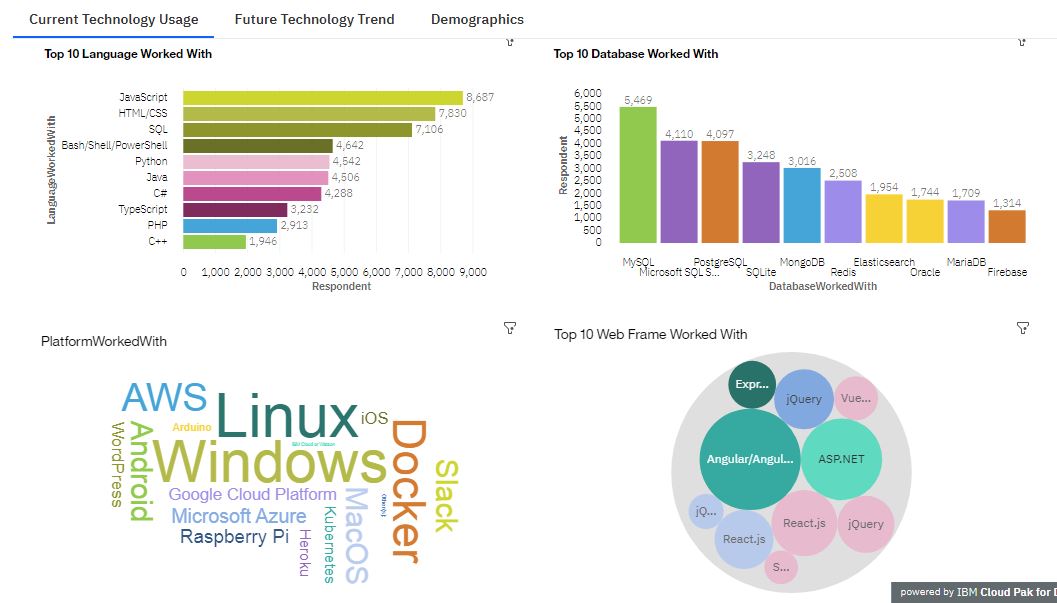 Current Technology Usage Future Technology Trend Demographics
Top 10 Language Worked With
LanguageWorkedWith
JavaScript 8,687
HTML/CSS 7,830
SQL 7,106
Bash/Shell/PowerShell 4,642
Python 4,542
Java 4,506
C# 4,288
TypeScript 3,232
PHP 2,913
C++ 1,946
0 1,000 2,000 3,000 4,000 5,000 6,000 7,000 8,000 9,000
Respondent
Top 10 Database Worked With
Respondent
6,000
5,500
5,000
4,500
4,000
3,500
3,000
2,500
2,000
1,500
1,000
500
0
5,469 4,110 4,097 3,248 3,016 2,508 1,954 1,744 1,709 1,314
MySQL PostgreSQL MongoDB Elasticsearch MariaDB
Microsoft SQL S... SQLite Redis Oracle Firebase
DatabaseWorkedWith
PlatformWorkedWith
AWS
Linux
iOS
Arduino
IBM Cloud or Watson
WordPress
Android
Windows
Docker
Slack
Google Cloud Platform
Microsoft Azure
Raspberry Pi
Heroku
Kubernetes
MacOS
Top 10 Web Frame Worked With
Expr...
jQuery
Vue...
Angular/Angul...
ASP.NET
jQ...
React.js
React.js
jQuery
S...
powered by IBM Cloud Pak for